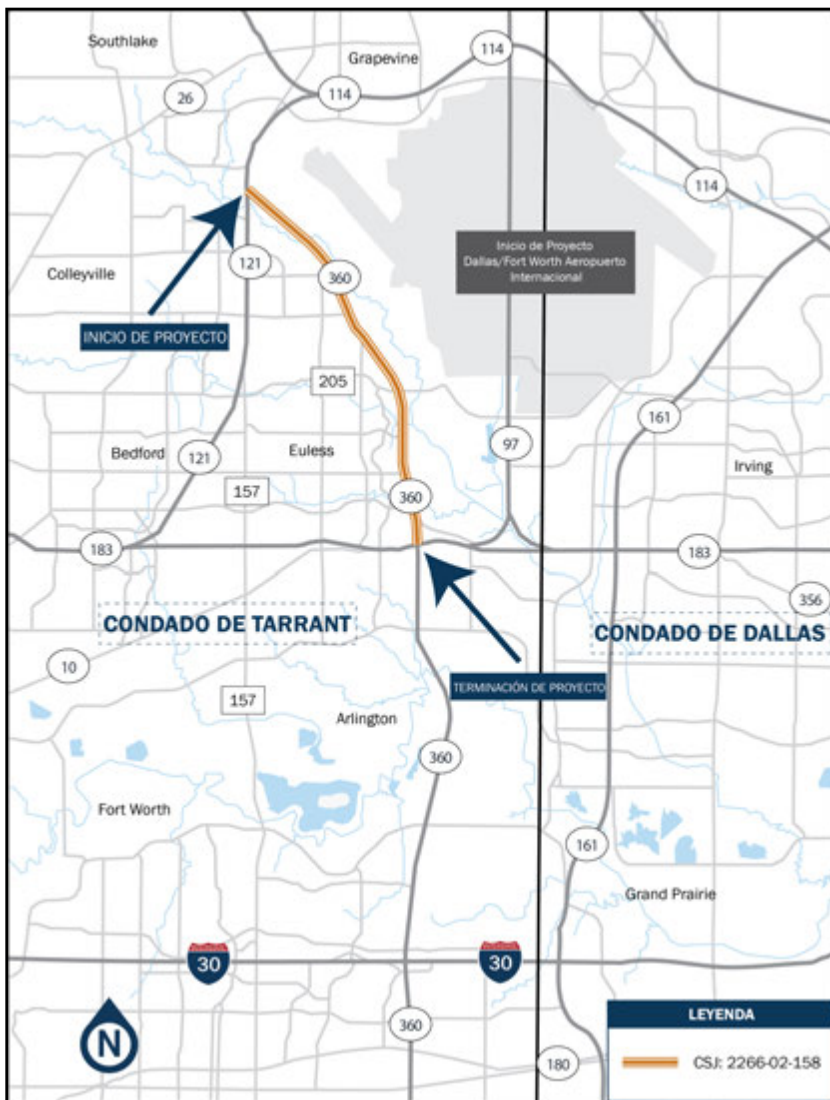 Southlake
Grapevine
114
114
26
114
Colleyville
121
360
Inicio de Proyecto
Dallas/Fort Worth Aeropuerto
Internacional
INICIO DE PROYECTO
205
161
97
Bedford
121
Euless
Irving
157
360
183
183
356
CONDADO DE TARRANT
CONDADO DE DALLAS
10
157
TERMINACIÓN DE PROYECTO
Arlington
360
Fort Worth
161
Grand Prairie
30
30
360
N
180
LEYENDA
CSJ: 2266-02-158